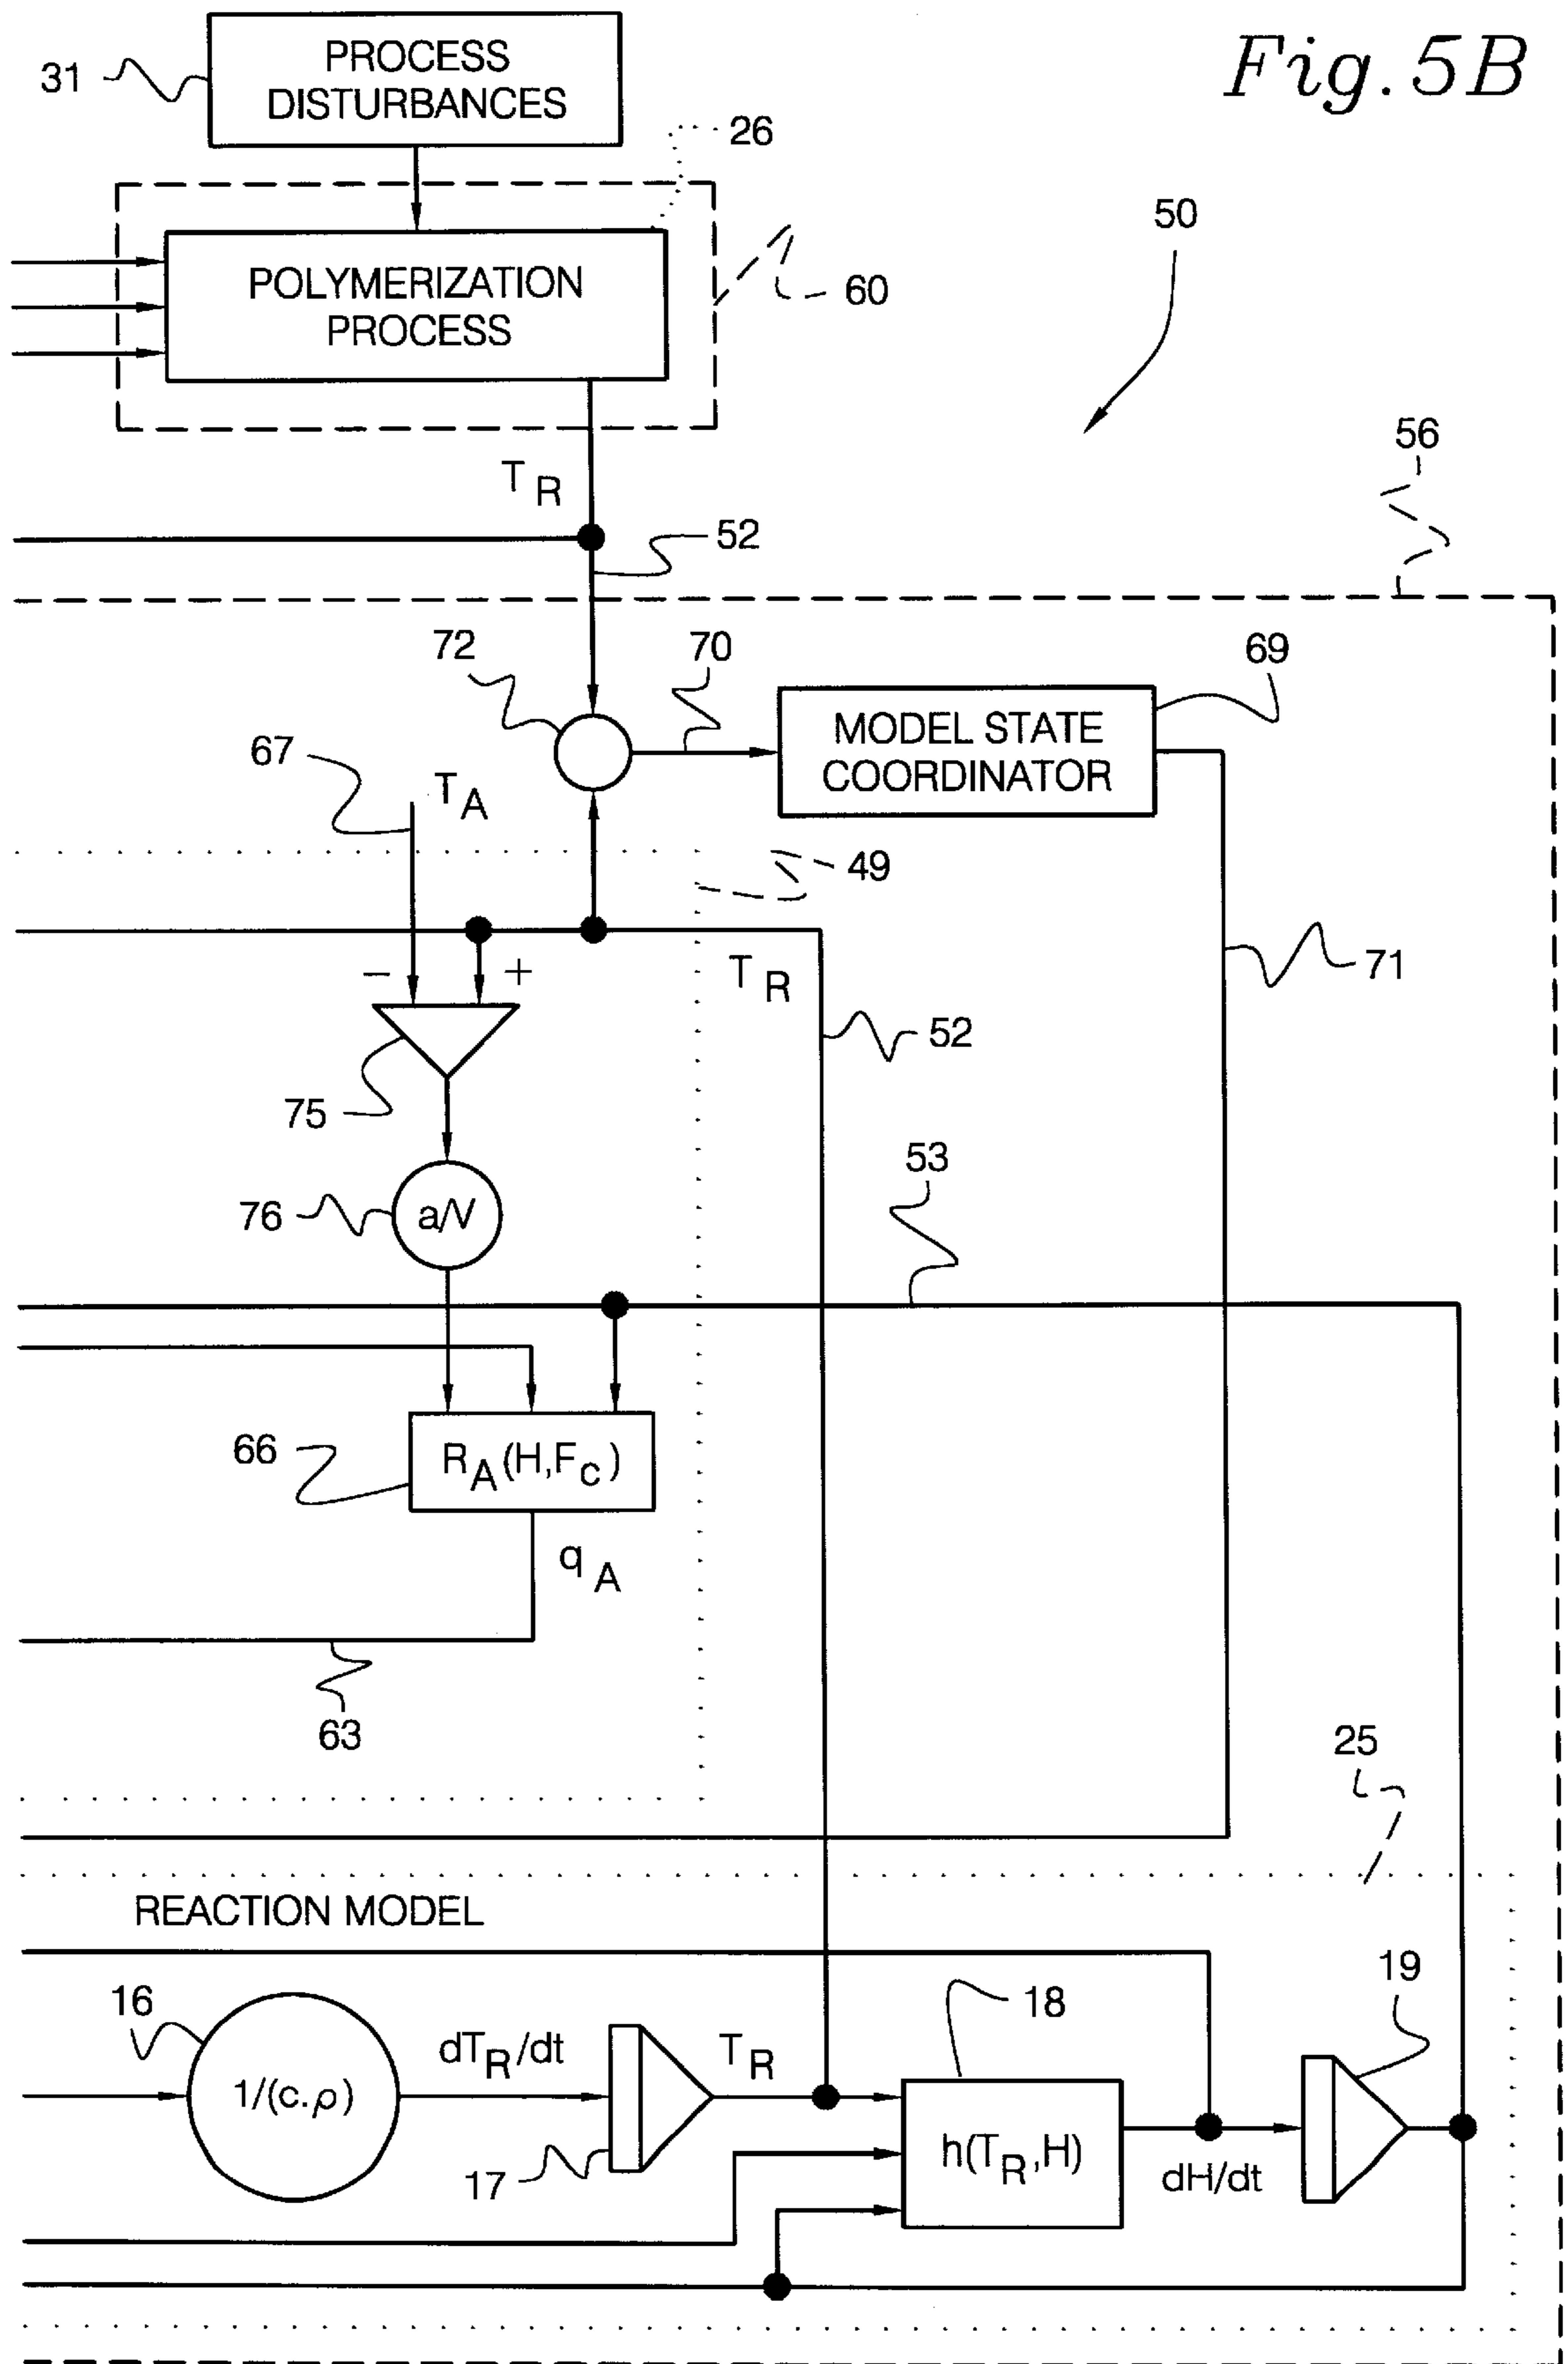 Fig. 5B
PROCESS
DISTURBANCES
31
26
POLYMERIZATION
PROCESS
60
50
56
T R
52
72
70
69
MODEL STATE
COORDINATOR
67
T A
49
− +
T R
71
52
75
53
76
a/V
66
R A (H,F C )
q A
63
25
REACTION MODEL
16
1/(c.ρ)
dT R /dt
17
T R
18
h(T R ,H)
dH/dt
19